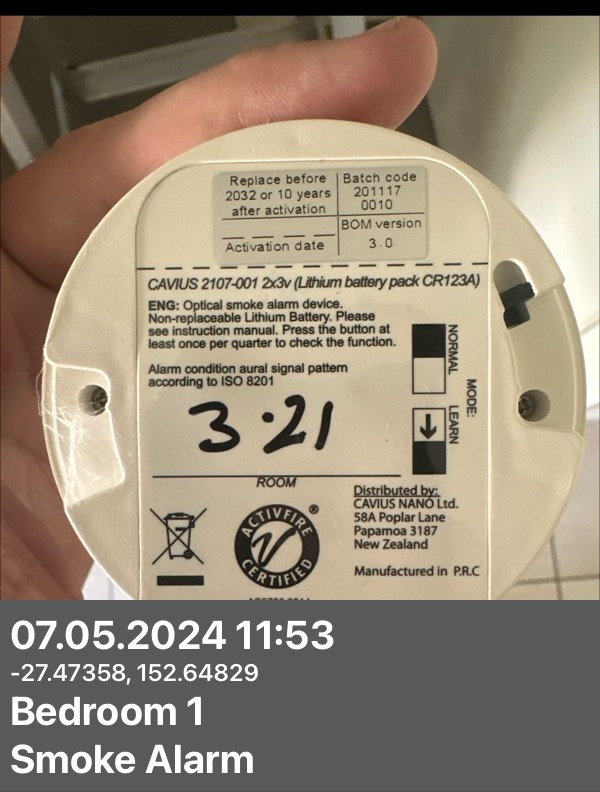 Replace before
2032 or 10 years
after activation
Activation date
Batch code
201117
0010
BOM version
3.0
CAVIUS 2107-001 2x3v (Lithium battery pack CR123A)
ENG: Optical smoke alarm device.
Non-replaceable Lithium Battery. Please
see instruction manual. Press the button at
least once per quarter to check the function.
Alarm condition aural signal pattern
according to ISO 8201
NORMAL
MODE:
LEARN
3.21
ROOM
ACTIVFIRE
®
CERTIFIED
Distributed by:
CAVIUS NANO Ltd.
58A Poplar Lane
Papamoa 3187
New Zealand
Manufactured in P.R.C
07.05.2024 11:53
-27.47358, 152.64829
Bedroom 1
Smoke Alarm